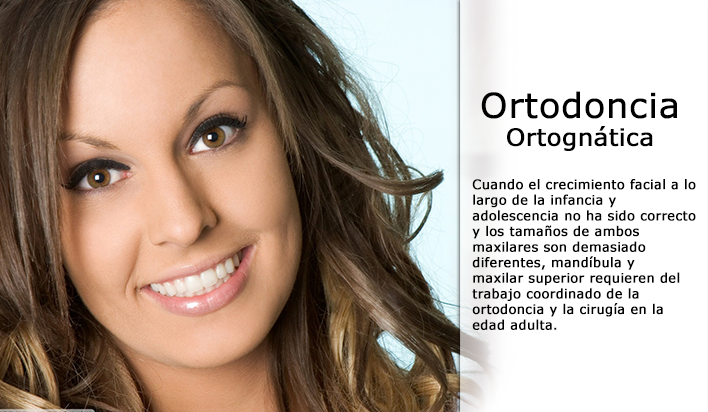 Ortodoncia
Ortognática
Cuando el crecimiento facial a lo
largo de la infancia y
adolescencia no ha sido correcto
y los tamaños de ambos
maxilares son demasiado
diferentes, mandíbula y
maxilar superior requieren del
trabajo coordinado de la
ortodoncia y la cirugía en la
edad adulta.